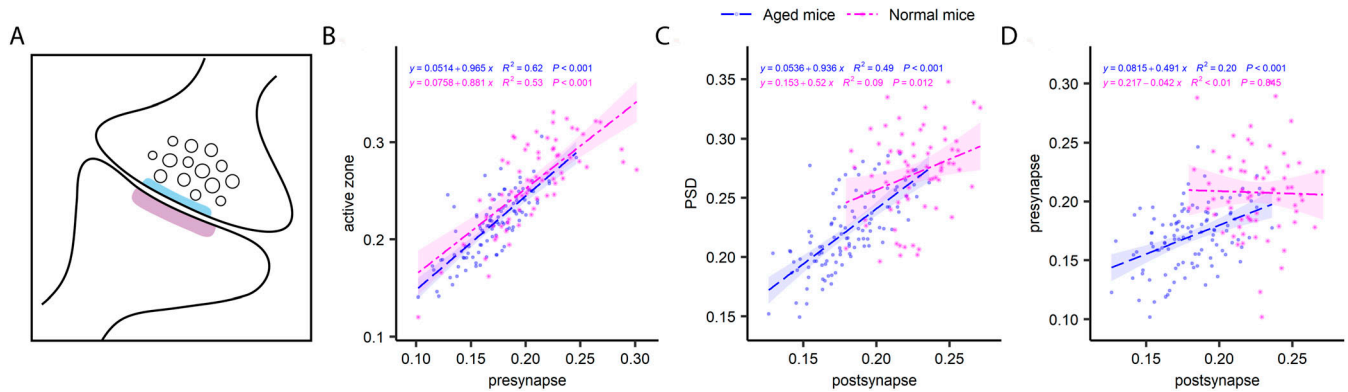 Aged mice Normal mice
A
B
y = 0.0514 + 0.965 x R² = 0.62 P < 0.001
y = 0.0758 + 0.881 x R² = 0.53 P < 0.001
active zone
0.3
0.2
0.1
0.10 0.15 0.20 0.25 0.30
presynapse
C
y = 0.0536 + 0.936 x R² = 0.49 P < 0.001
y = 0.153 + 0.52 x R² = 0.09 P = 0.012
PSD
0.35
0.30
0.25
0.20
0.15
0.15 0.20 0.25
postsynapse
D
y = 0.0815 + 0.491 x R² = 0.20 P < 0.001
y = 0.217 − 0.042 x R² < 0.01 P = 0.845
presynapse
0.30
0.25
0.20
0.15
0.10
0.15 0.20 0.25
postsynapse